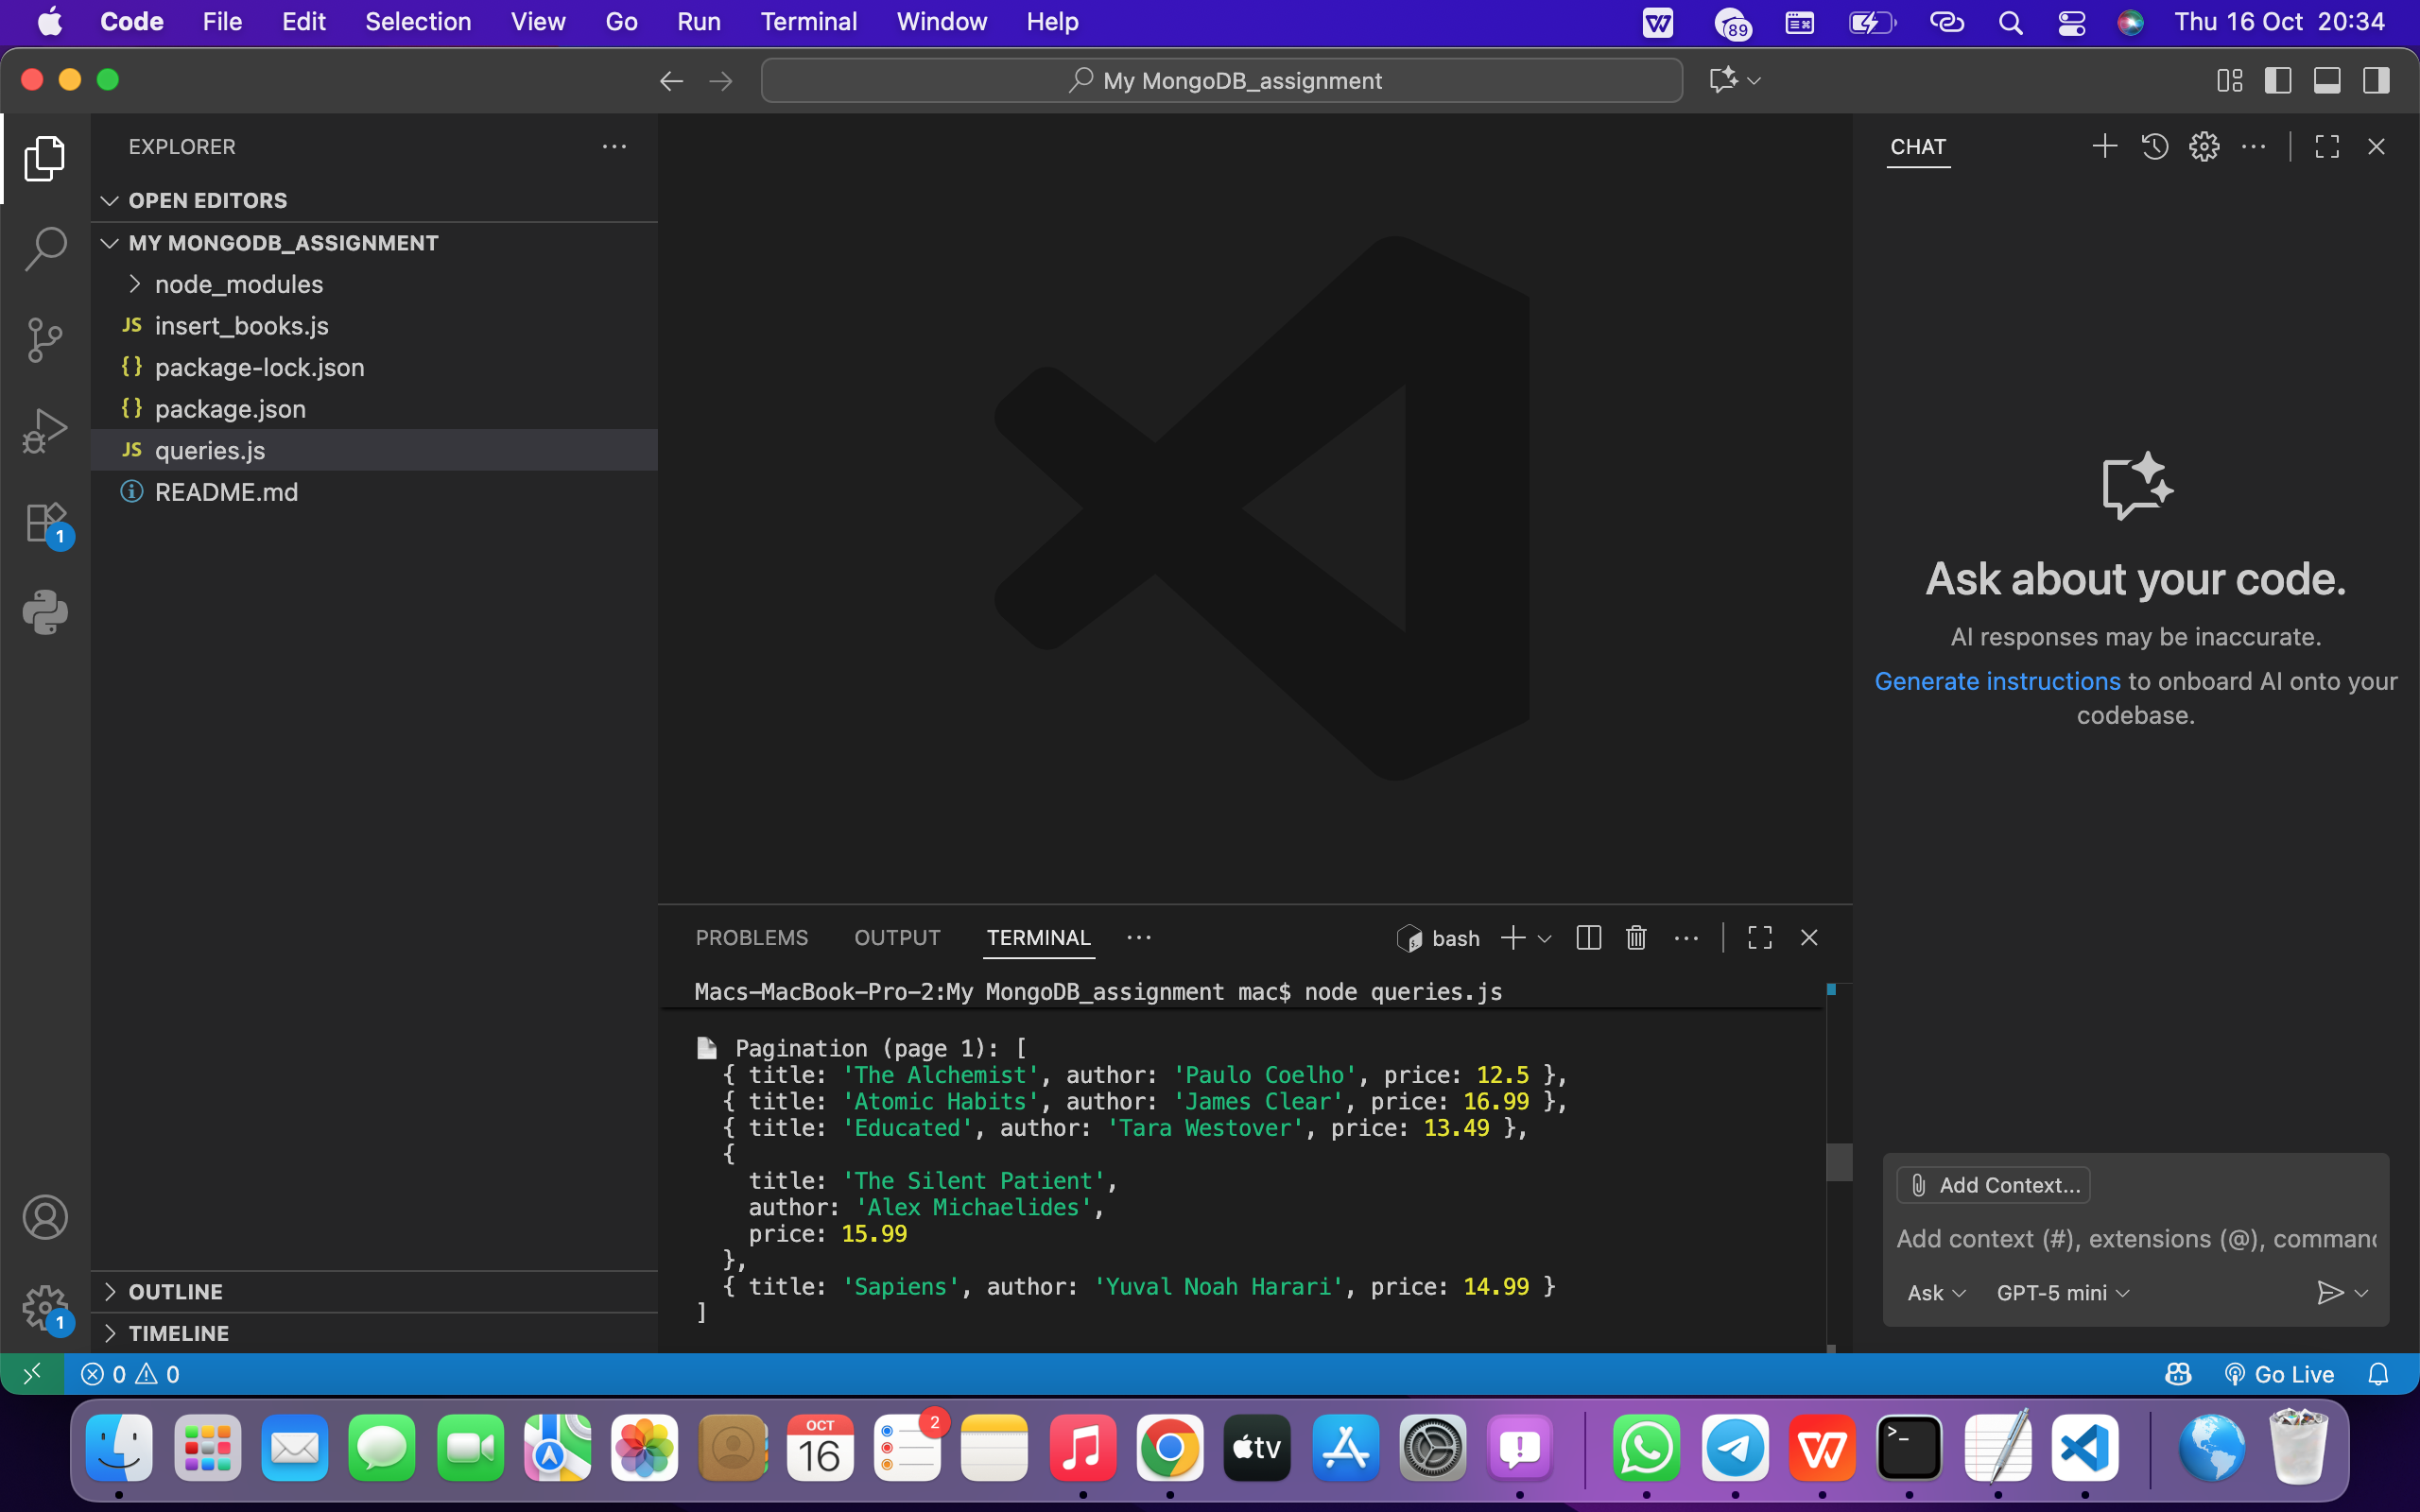 Code File Edit Selection View Go Run Terminal Window Help
89
Thu 16 Oct 20:34
My MongoDB_assignment
EXPLORER
OPEN EDITORS
MY MONGODB_ASSIGNMENT
node_modules
JS insert_books.js
{} package-lock.json
{} package.json
JS queries.js
README.md
1
OUTLINE
1
TIMELINE
PROBLEMS OUTPUT TERMINAL
bash
Macs-MacBook-Pro-2:My MongoDB_assignment mac$ node queries.js
Pagination (page 1): [
{ title: 'The Alchemist', author: 'Paulo Coelho', price: 12.5 },
{ title: 'Atomic Habits', author: 'James Clear', price: 16.99 },
{ title: 'Educated', author: 'Tara Westover', price: 13.49 },
{
title: 'The Silent Patient',
author: 'Alex Michaelides',
price: 15.99
},
{ title: 'Sapiens', author: 'Yuval Noah Harari', price: 14.99 }
]
CHAT
Ask about your code.
AI responses may be inaccurate.
Generate instructions to onboard AI onto your
codebase.
Add Context...
Add context (#), extensions (@), comman
Ask GPT-5 mini
0 0
Go Live
OCT
16
2
tv